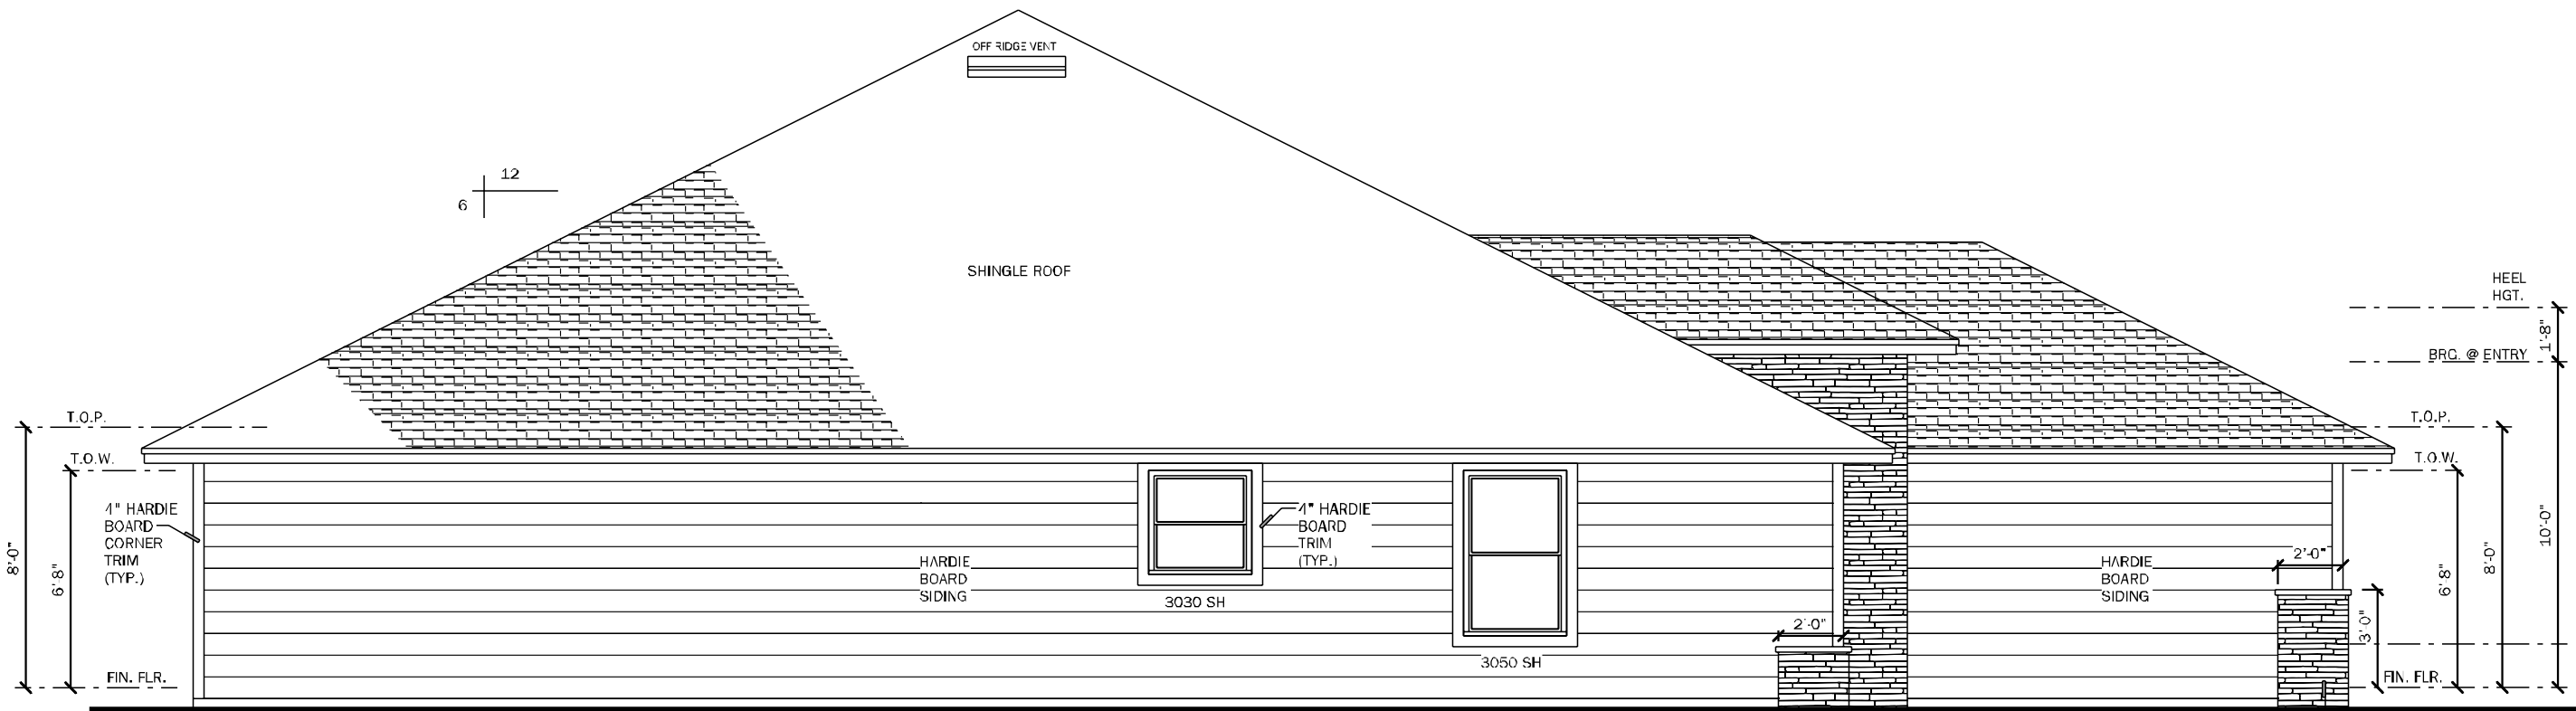 OFF RIDGE VENT
12
6
SHINGLE ROOF
HEEL
HGT.
1'-8"
BRG. @ ENTRY
T.O.P.
T.O.P.
T.O.W.
T.O.W.
4" HARDIE
BOARD
CORNER
TRIM
(TYP.)
4" HARDIE
BOARD
TRIM
(TYP.)
8'-0"
6'-8"
HARDIE
BOARD
SIDING
3030 SH
3050 SH
2'-0"
HARDIE
BOARD
SIDING
2'-0"
3'-0"
6'-8"
8'-0"
10'-0"
FIN. FLR.
FIN. FLR.